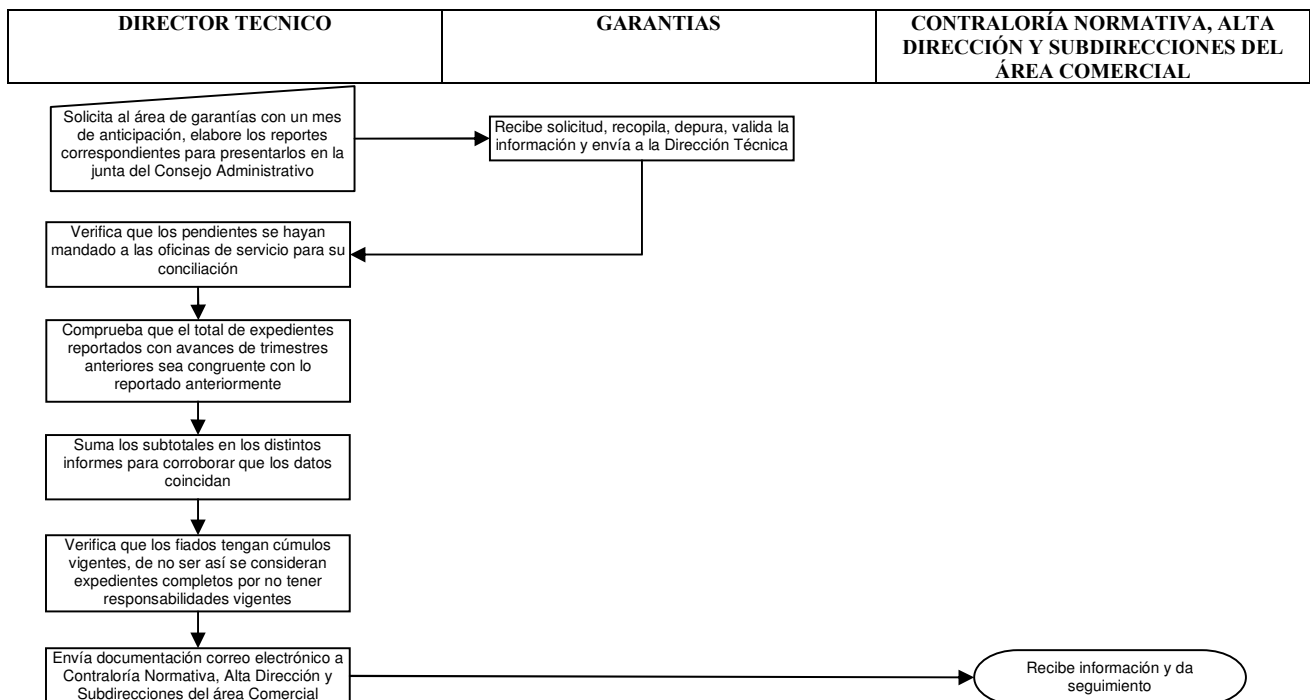 DIRECTOR TECNICO
GARANTIAS
CONTRALORÍA NORMATIVA, ALTA
DIRECCIÓN Y SUBDIRECCIONES DEL
ÁREA COMERCIAL
Solicita al área de garantías con un mes
de anticipación, elabore los reportes
correspondientes para presentarlos en la
junta del Consejo Administrativo
Recibe solicitud, recopila, depura, valida la
información y envía a la Dirección Técnica
Verifica que los pendientes se hayan
mandado a las oficinas de servicio para su
conciliación
Comprueba que el total de expedientes
reportados con avances de trimestres
anteriores sea congruente con lo
reportado anteriormente
Suma los subtotales en los distintos
informes para corroborar que los datos
coincidan
Verifica que los fiados tengan cúmulos
vigentes, de no ser así se consideran
expedientes completos por no tener
responsabilidades vigentes
Envía documentación correo electrónico a
Contraloría Normativa, Alta Dirección y
Subdirecciones del área Comercial
Recibe información y da
seguimiento